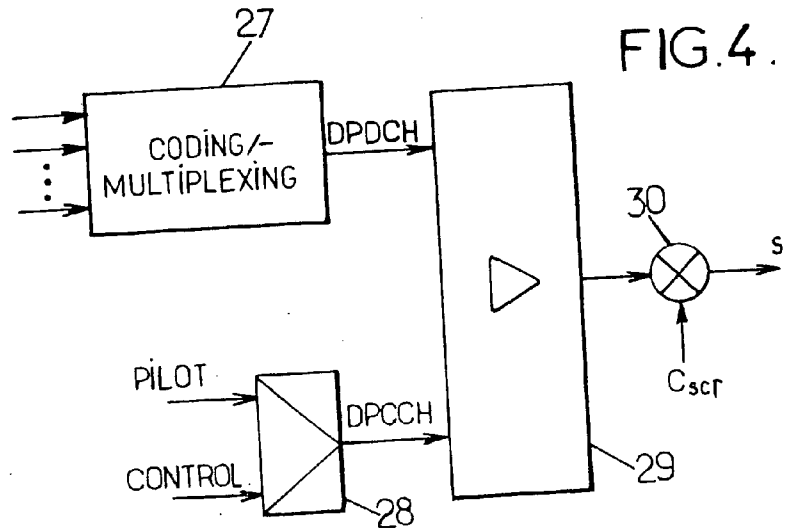 27
FIG.4.
CODING/-
MULTIPLEXING
DPDCH
30
s
Cscr
PILOT
DPCCH
CONTROL
28
29